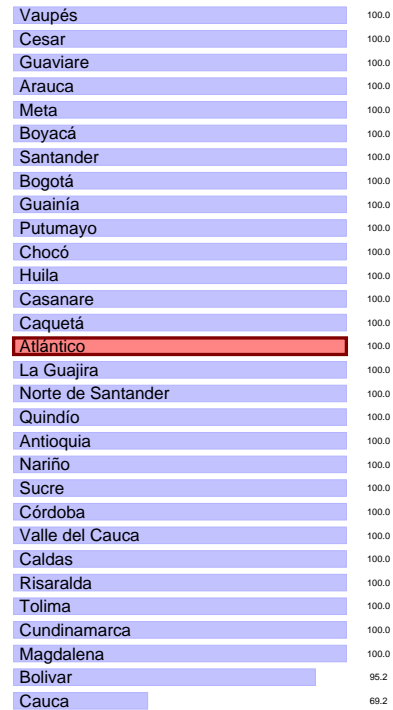 Vaupés 100.0
Cesar 100.0
Guaviare 100.0
Arauca 100.0
Meta 100.0
Boyacá 100.0
Santander 100.0
Bogotá 100.0
Guainía 100.0
Putumayo 100.0
Chocó 100.0
Huila 100.0
Casanare 100.0
Caquetá 100.0
Atlántico 100.0
La Guajira 100.0
Norte de Santander 100.0
Quindío 100.0
Antioquia 100.0
Nariño 100.0
Sucre 100.0
Córdoba 100.0
Valle del Cauca 100.0
Caldas 100.0
Risaralda 100.0
Tolima 100.0
Cundinamarca 100.0
Magdalena 100.0
Bolivar 95.2
Cauca 69.2